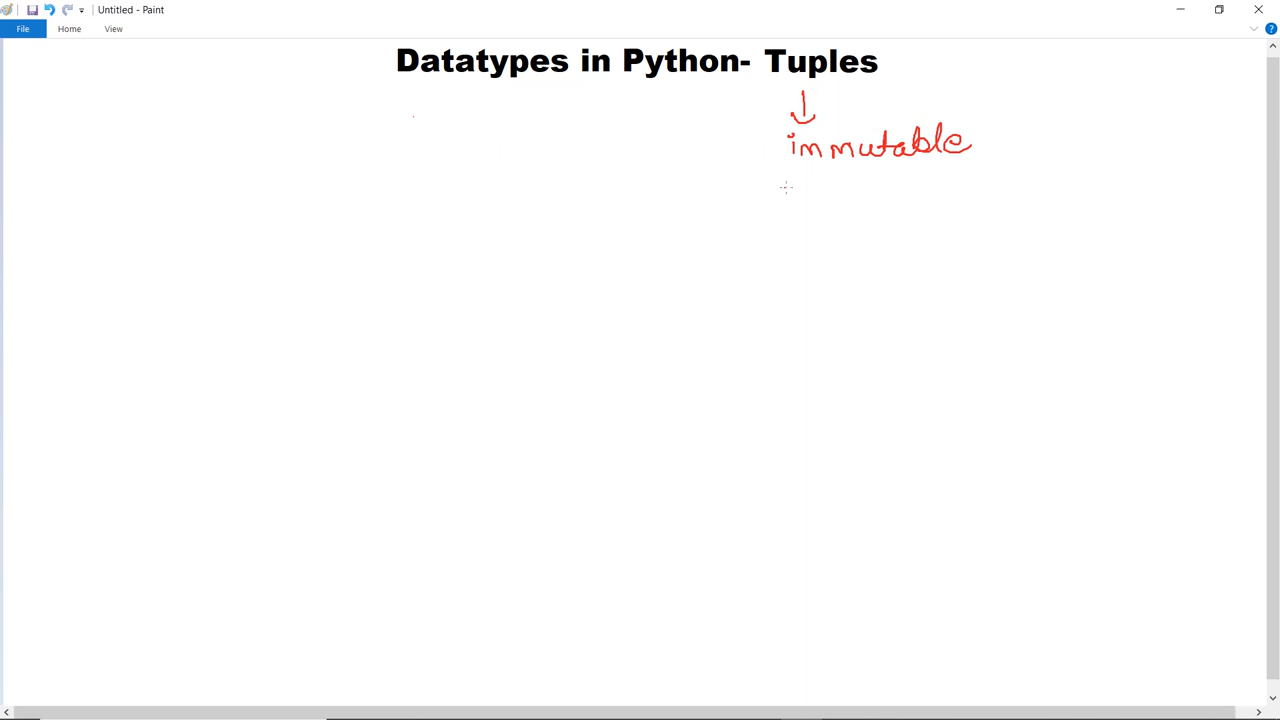 Untitled - Paint
File Home View
Datatypes in Python- Tuples
immutable